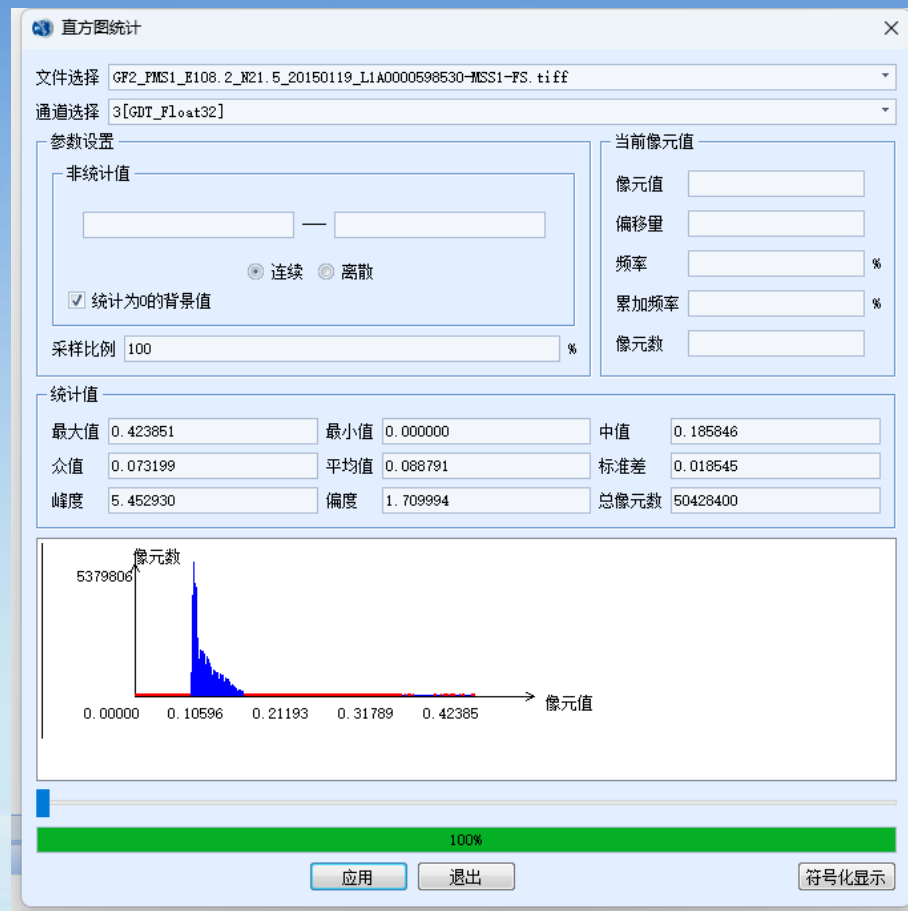 直方图统计
文件选择 GF2_PMS1_E108.2_N21.5_20150119_L1A0000598530-MSS1-FS.tiff
通道选择 3[GDT_Float32]
参数设置
非统计值
—
连续 离散
统计为0的背景值
采样比例 100 %
当前像元值
像元值
偏移量
频率 %
累加频率 %
像元数
统计值
最大值 0.423851 最小值 0.000000 中值 0.185846
众值 0.073199 平均值 0.088791 标准差 0.018545
峰度 5.452930 偏度 1.709994 总像元数 50428400
像元数
5379806
像元值
0.00000 0.10596 0.21193 0.31789 0.42385
100%
应用 退出 符号化显示